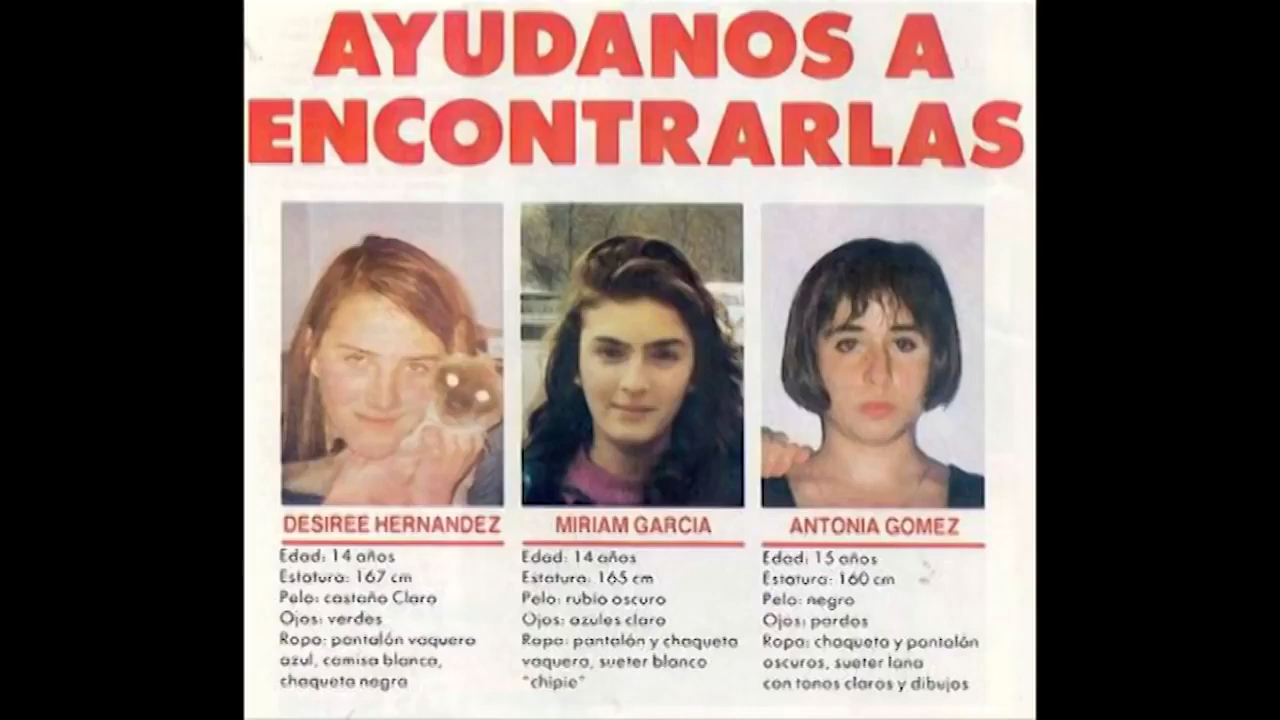 AYUDANOS A
ENCONTRARLAS
DESIREE HERNANDEZ
Edad: 14 años
Estatura: 167 cm
Pelo: castaño Claro
Ojos: verdes
Ropa: pantalón vaquero
azul, camisa blanca,
chaqueta negra
MIRIAM GARCIA
Edad: 14 años
Estatura: 165 cm
Pelo: rubio oscuro
Ojos: azules claro
Ropa: pantalón y chaqueta
vaquera, sueter blanco
"chipie"
ANTONIA GOMEZ
Edad: 15 años
Estatura: 160 cm
Pelo: negro
Ojos: pardos
Ropa: chaqueta y pantalón
oscuros, sueter lana
con tonos claros y dibujos